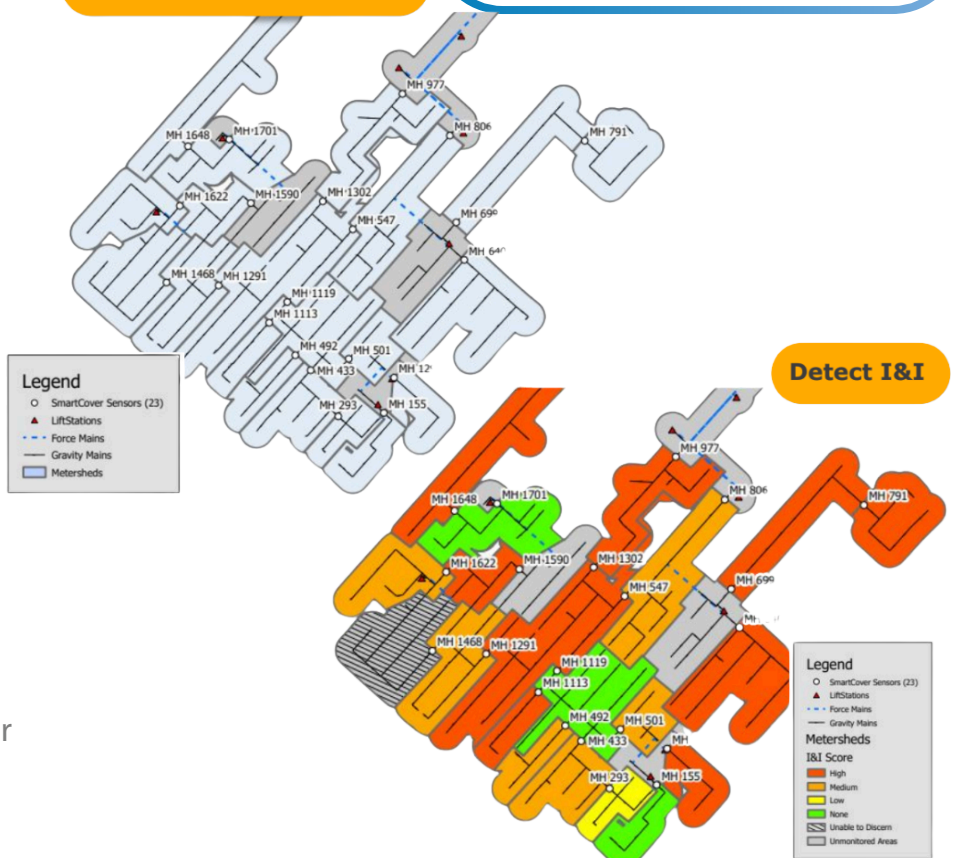 MH 977
MH 806
MH 791
MH 1648
MH 1701
MH 1622
MH 1590
MH 1302
MH 699
MH 547
MH 1468
MH 1291
MH 1119
MH 1113
MH 492
MH 501
MH 433
MH 293
MH 155
Legend
SmartCover Sensors (23)
LiftStations
Force Mains
Gravity Mains
Metersheds
Detect I&I
MH 977
MH 806
MH 791
MH 1648
MH 1701
MH 1622
MH 1590
MH 1302
MH 699
MH 547
MH 1468
MH 1291
MH 1119
MH 1113
MH 492
MH 501
MH 433
MH
MH 293
MH 155
r
Legend
SmartCover Sensors (23)
LiftStations
Force Mains
Gravity Mains
Metersheds
I&I Score
High
Medium
Low
None
Unable to Discern
Unmonitored Areas